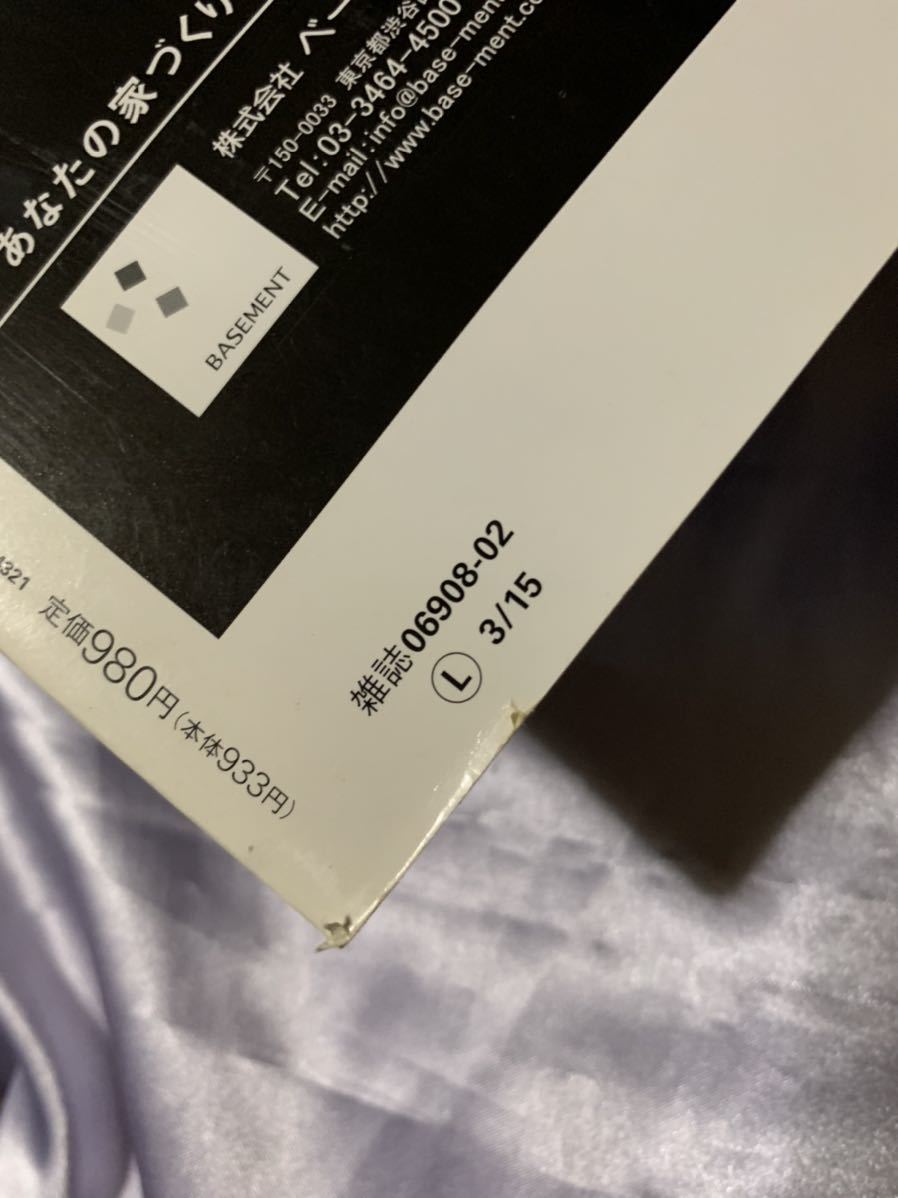 あなたの家づくり
株式会社 ベー
〒150-0033 東京都渋谷
Tel:03-3464-4500
E-mail:info@base-ment.
http://www.base-ment.co
BASEMENT
4321
定価980円(本体933円)
雑誌06908-02
Ⓛ 3/15